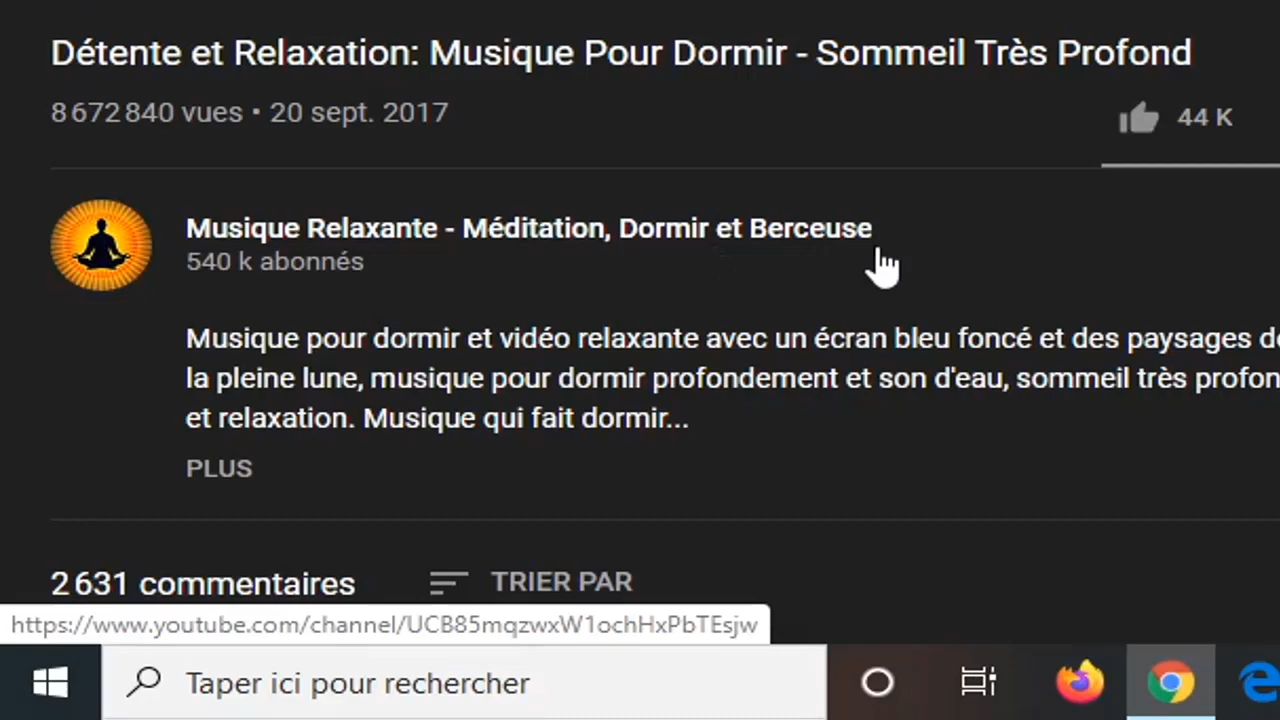 Détente et Relaxation: Musique Pour Dormir - Sommeil Très Profond
8 672 840 vues • 20 sept. 2017
44 K
Musique Relaxante - Méditation, Dormir et Berceuse
540 k abonnés
Musique pour dormir et vidéo relaxante avec un écran bleu foncé et des paysages
la pleine lune, musique pour dormir profondement et son d'eau, sommeil très
et relaxation. Musique qui fait dormir...
PLUS
2 631 commentaires
TRIER PAR
https://www.youtube.com/channel/UCB85mqzwxW1ochHxPbTEsjw
Taper ici pour rechercher